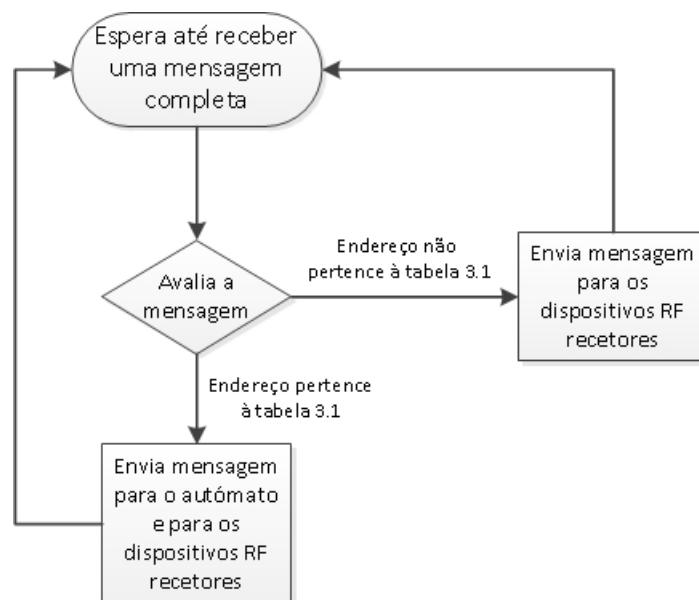 Espera até receber
uma mensagem
completa
Avalia a
mensagem
Endereço não
pertence à tabela 3.1
Envia mensagem
para os
dispositivos RF
recetores
Endereço pertence
à tabela 3.1
Envia mensagem
para o autómato
e para os
dispositivos RF
recetores